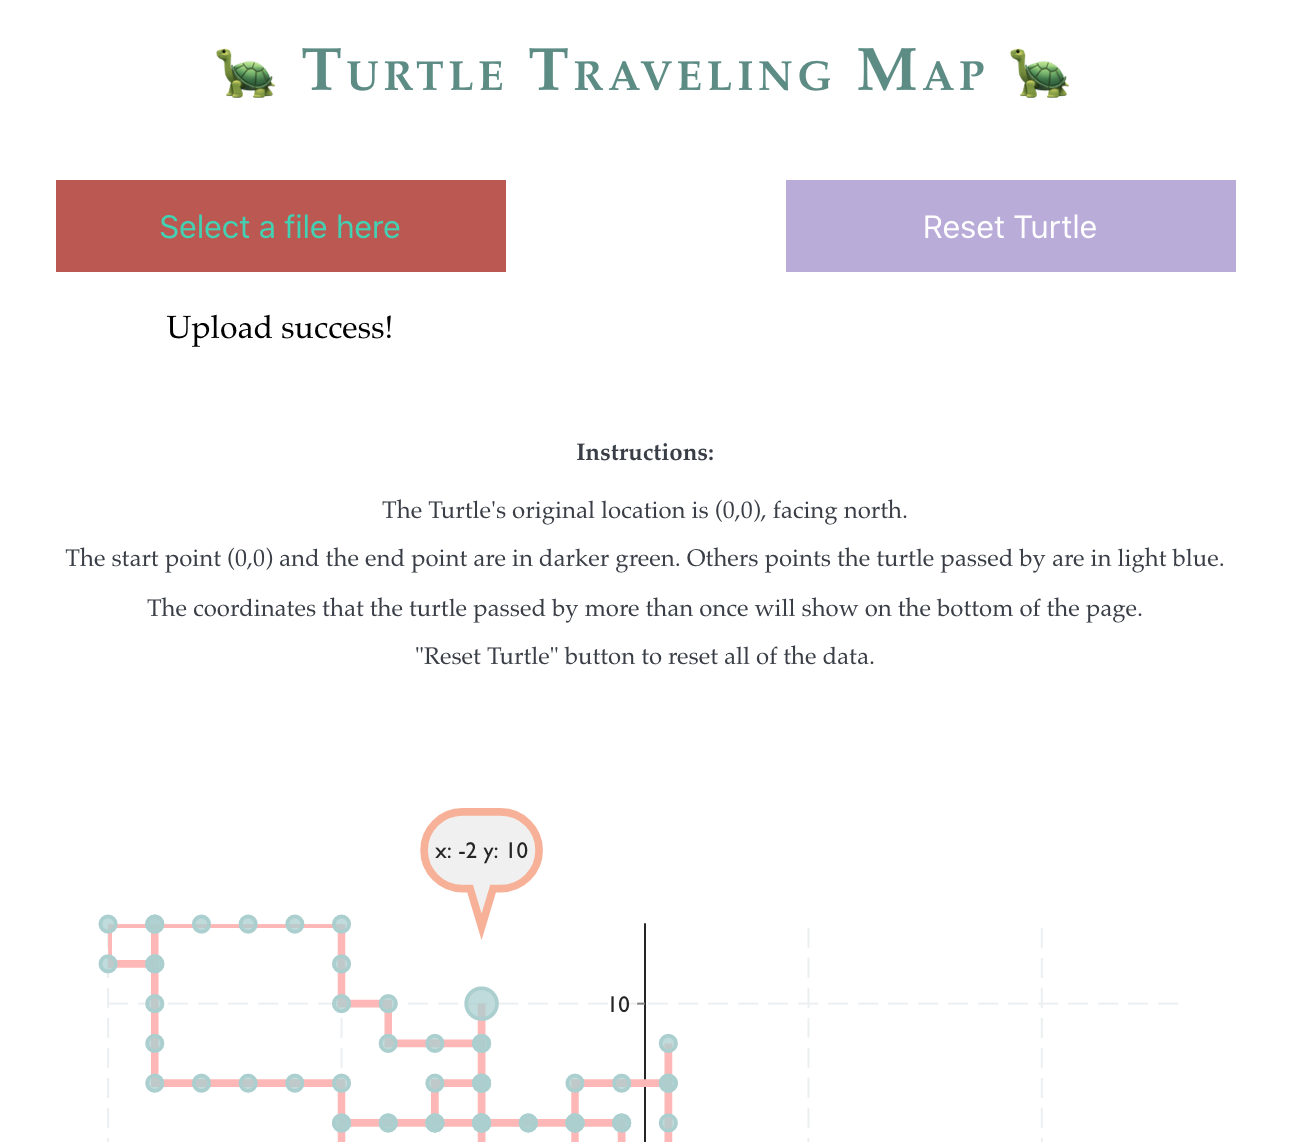 Turtle Traveling Map
Select a file here
Reset Turtle
Upload success!
Instructions:
The Turtle's original location is (0,0), facing north.
The start point (0,0) and the end point are in darker green. Others points the turtle passed by are in light blue.
The coordinates that the turtle passed by more than once will show on the bottom of the page.
"Reset Turtle" button to reset all of the data.
x: -2 y: 10
10